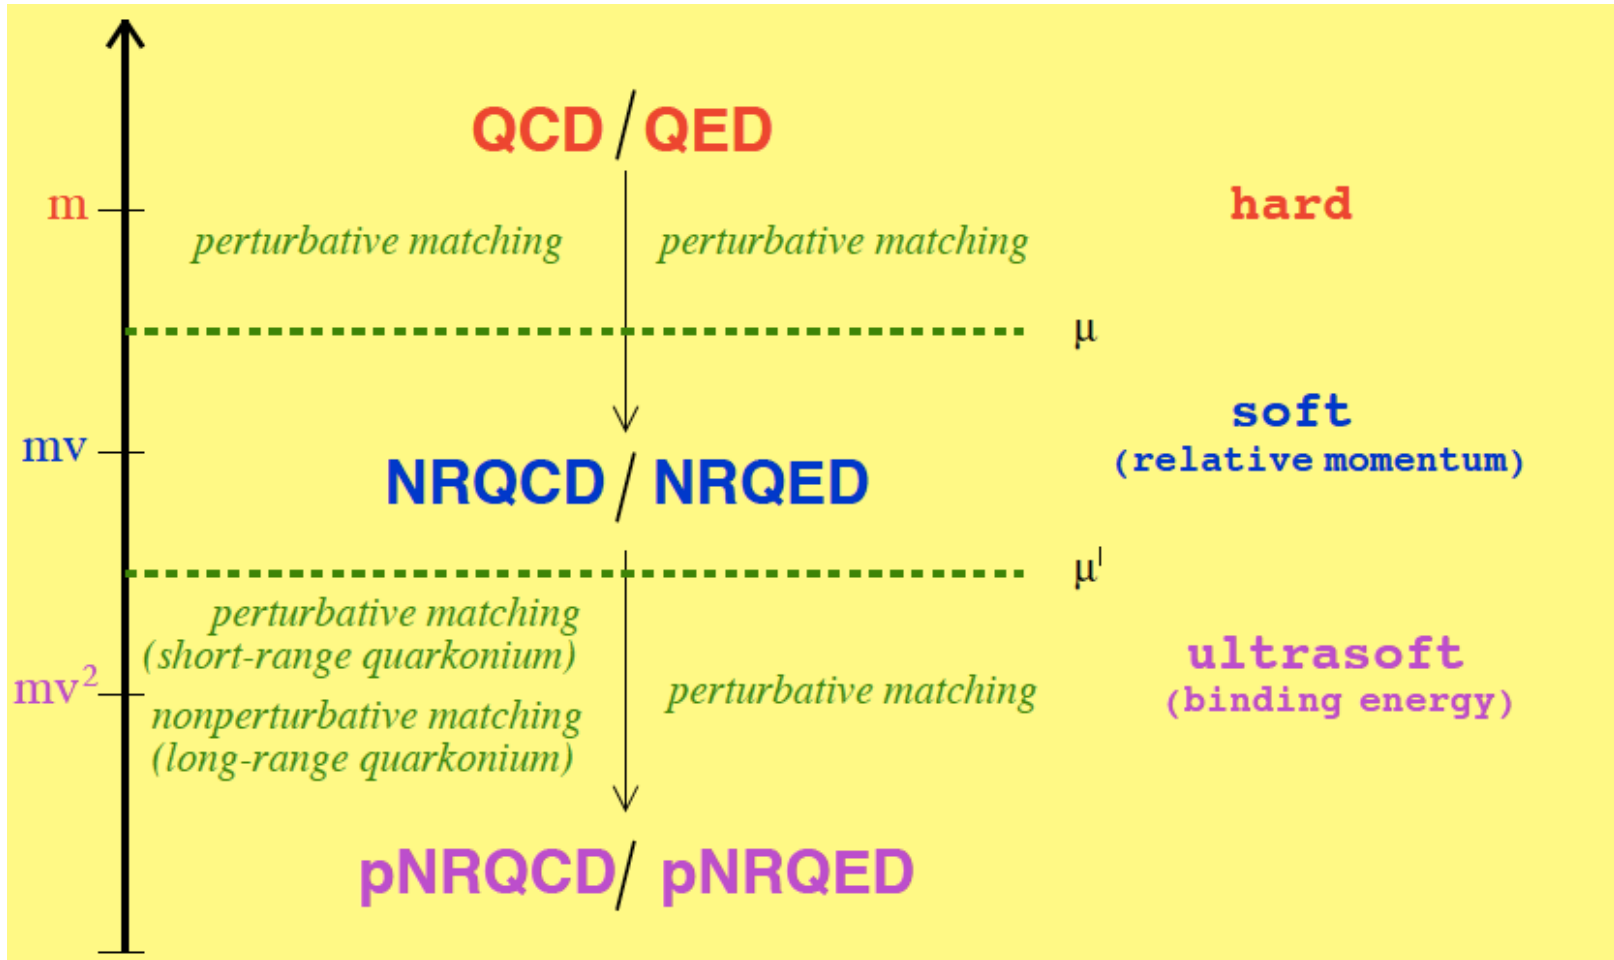 QCD / QED
m
hard
perturbative matching
perturbative matching
μ
soft
mv
(relative momentum)
NRQCD / NRQED
μ'
perturbative matching
(short-range quarkonium)
ultrasoft
mv²
perturbative matching
(binding energy)
nonperturbative matching
(long-range quarkonium)
pNRQCD / pNRQED